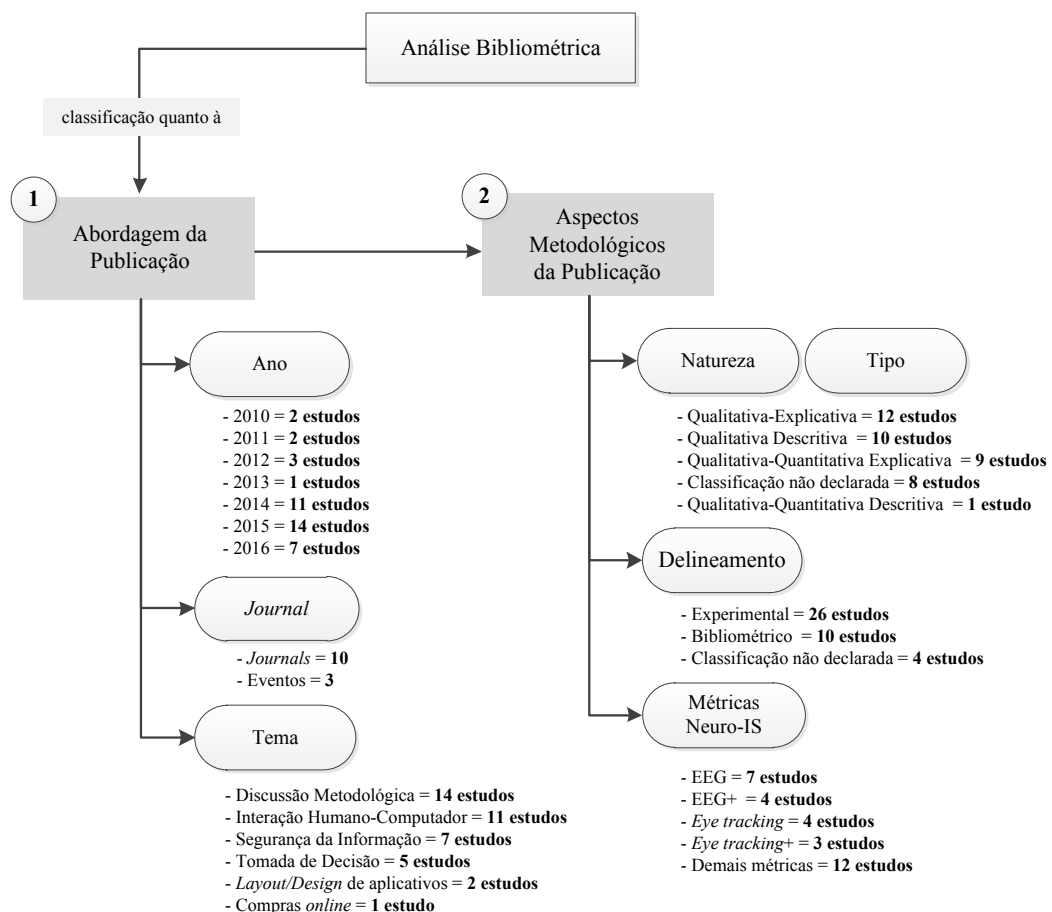 Análise Bibliométrica
classificação quanto à
1
Abordagem da
Publicação
2
Aspectos
Metodológicos
da Publicação
Ano
- 2010 = 2 estudos
- 2011 = 2 estudos
- 2012 = 3 estudos
- 2013 = 1 estudos
- 2014 = 11 estudos
- 2015 = 14 estudos
- 2016 = 7 estudos
Journal
- Journals = 10
- Eventos = 3
Tema
- Discussão Metodológica = 14 estudos
- Interação Humano-Computador = 11 estudos
- Segurança da Informação = 7 estudos
- Tomada de Decisão = 5 estudos
- Layout/Design de aplicativos = 2 estudos
- Compras online = 1 estudo
Natureza
Tipo
- Qualitativa-Explicativa = 12 estudos
- Qualitativa Descritiva = 10 estudos
- Qualitativa-Quantitativa Explicativa = 9 estudos
- Classificação não declarada = 8 estudos
- Qualitativa-Quantitativa Descritiva = 1 estudo
Delineamento
- Experimental = 26 estudos
- Bibliométrico = 10 estudos
- Classificação não declarada = 4 estudos
Métricas
Neuro-IS
- EEG = 7 estudos
- EEG+ = 4 estudos
- Eye tracking = 4 estudos
- Eye tracking+ = 3 estudos
- Demais métricas = 12 estudos